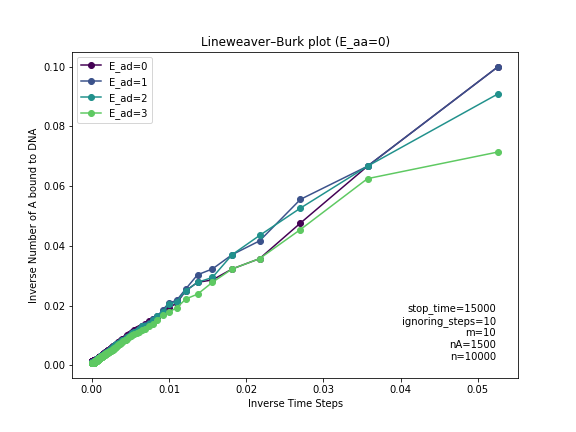 Lineweaver–Burk plot (E_aa=0)
E_ad=0
E_ad=1
E_ad=2
E_ad=3
Inverse Number of A bound to DNA
0.10
0.08
0.06
0.04
0.02
0.00
stop_time=15000
ignoring_steps=10
m=10
nA=1500
n=10000
0.00 0.01 0.02 0.03 0.04 0.05
Inverse Time Steps